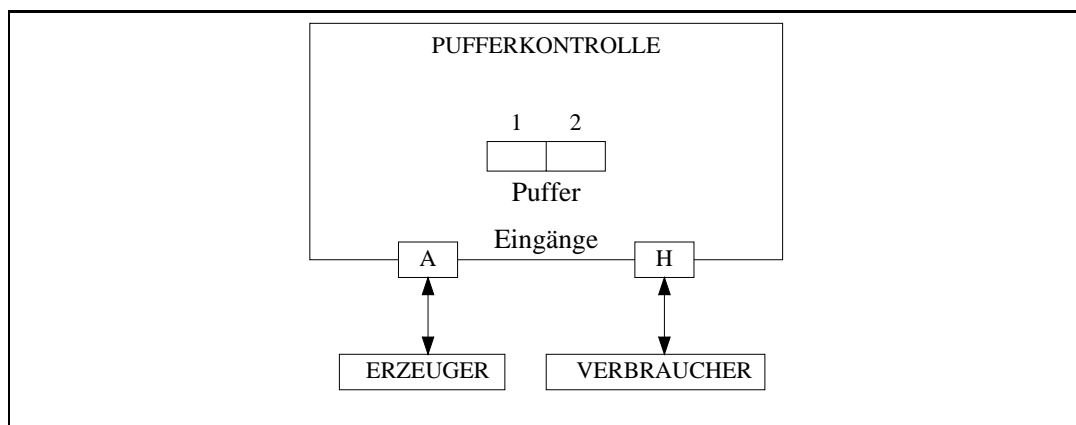 PUFFERKONTROLLE
1 2
Puffer
Eingänge
A H
ERZEUGER VERBRAUCHER